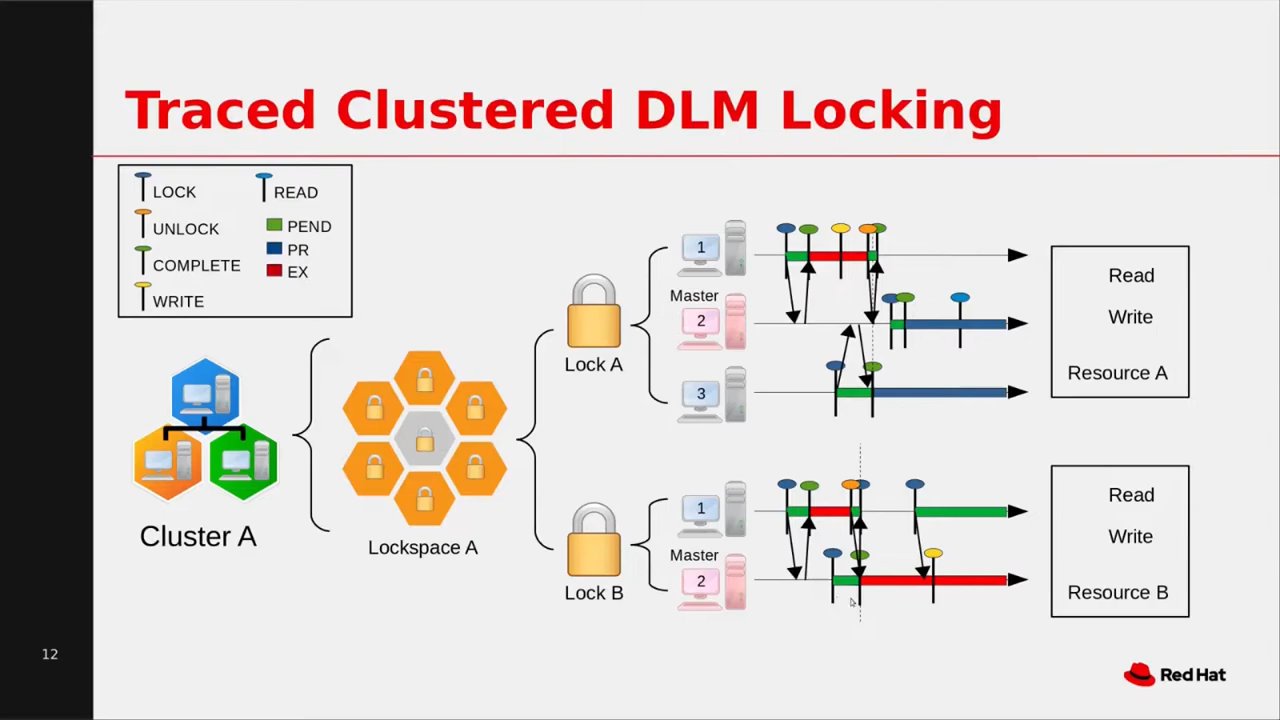 Traced Clustered DLM Locking
LOCK
READ
UNLOCK
PEND
PR
COMPLETE
EX
WRITE
Cluster A
Lockspace A
Lock A
1
Master
2
3
Read
Write
Resource A
Lock B
1
Master
2
Read
Write
Resource B
12
Red Hat